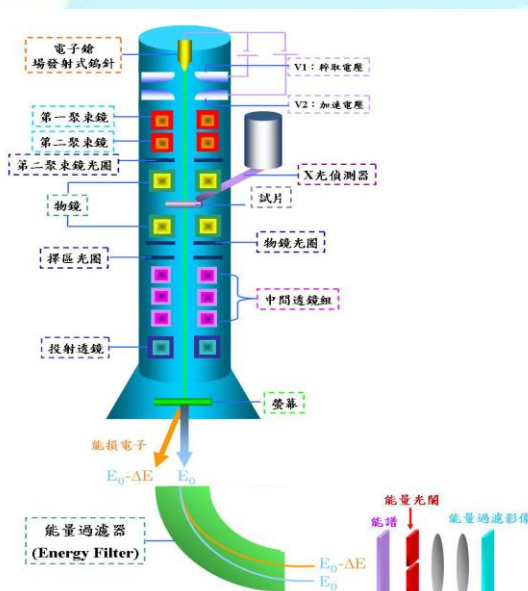 電子鎗
場發射式鎢針
V1：粹取電壓
V2：加速電壓
第一聚束鏡
第二聚束鏡
第二聚束鏡光圈
X光偵測器
試片
物鏡
物鏡光圈
擇區光圈
中間透鏡組
投射透鏡
螢幕
能損電子
E₀-ΔE
E₀
能量過濾器
(Energy Filter)
E₀-ΔE
E₀
能譜
能量光闌
能量過濾影像